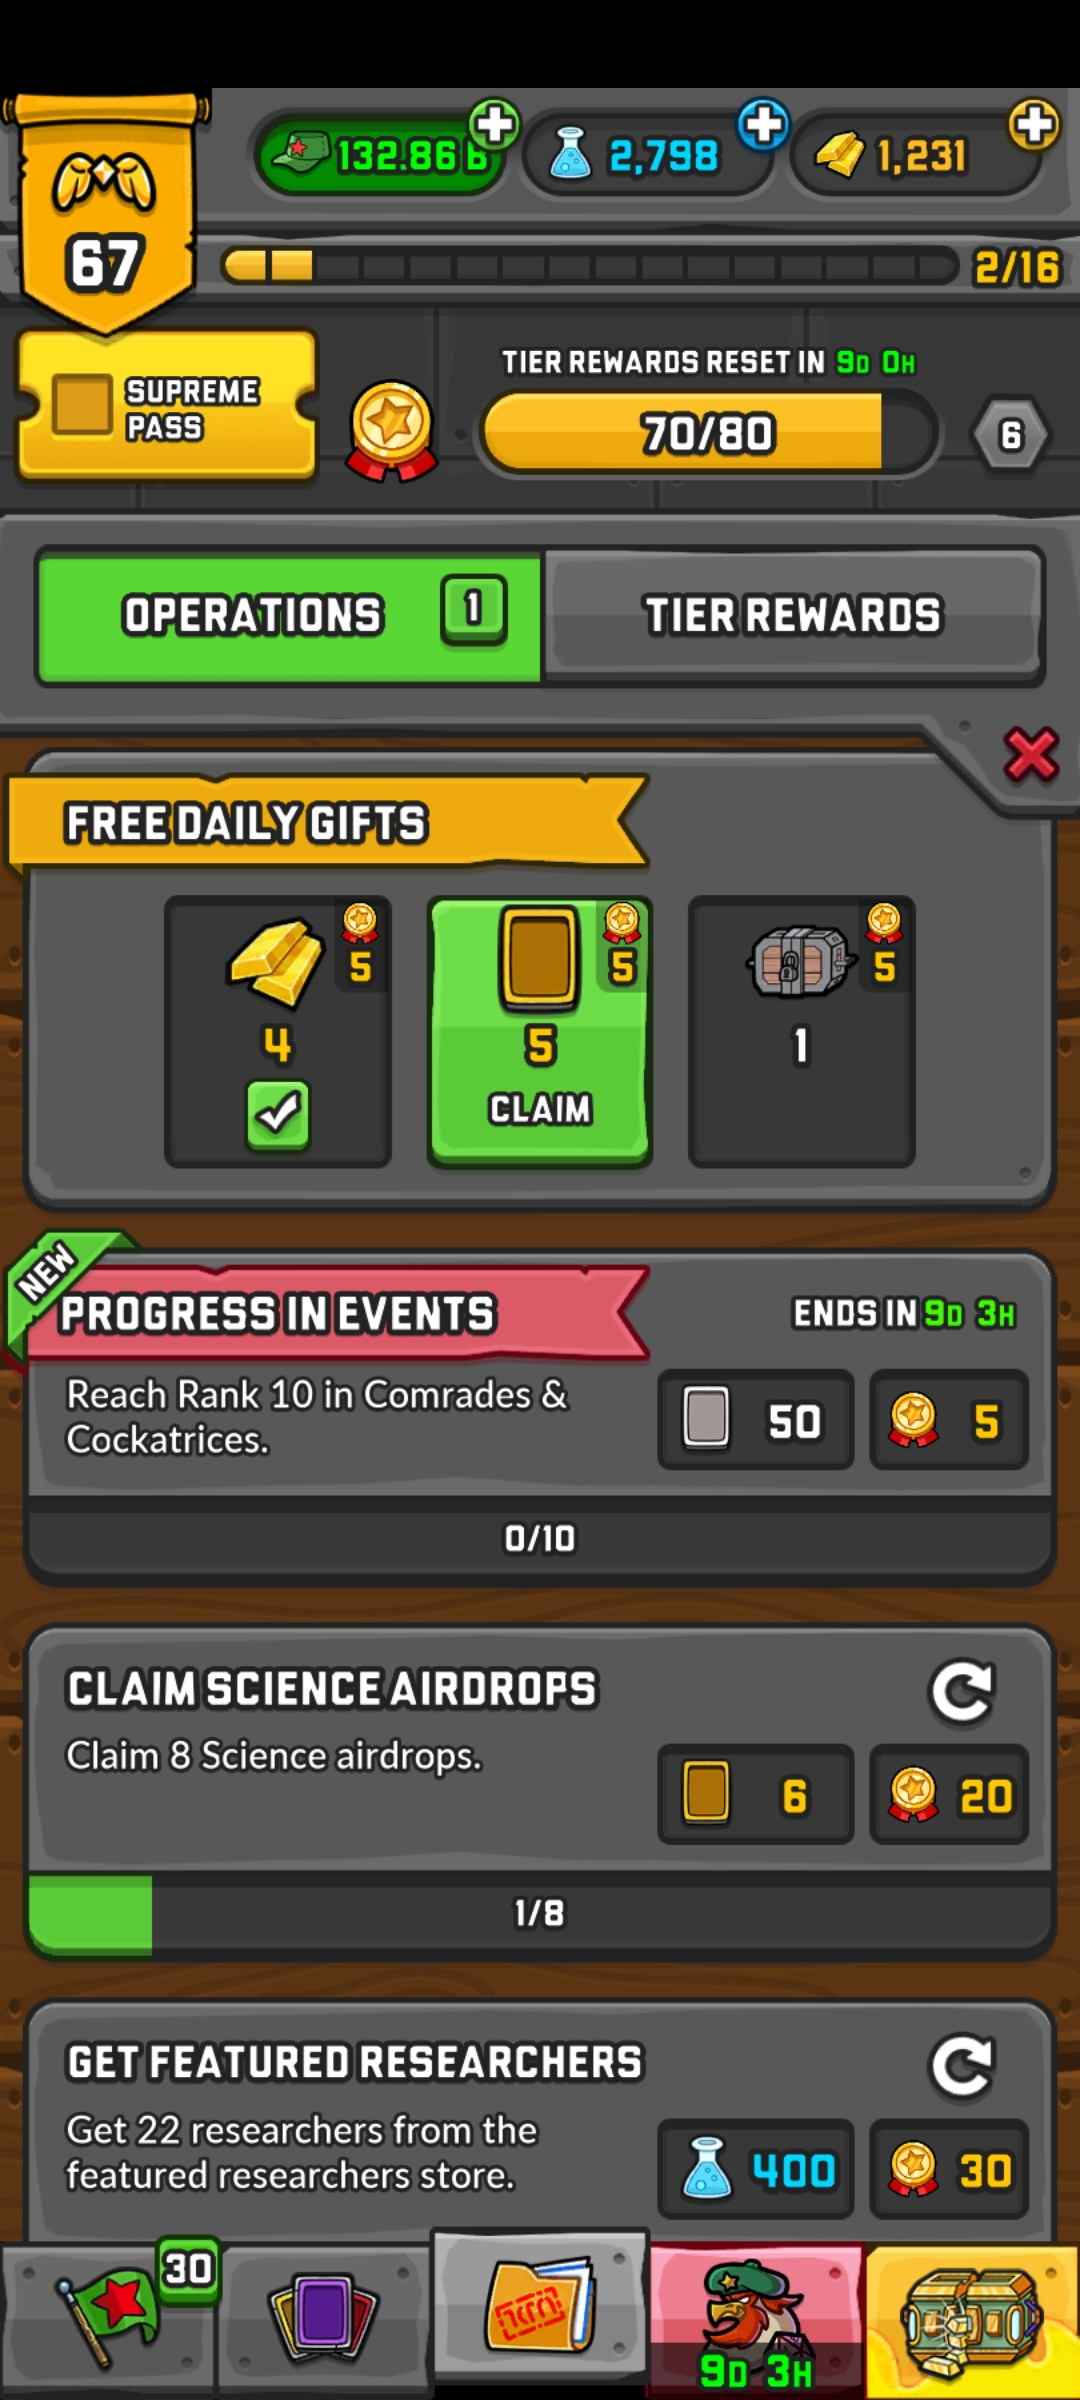 132.86 B
2,798
1,231
67
2/16
SUPREME
PASS
TIER REWARDS RESET IN 9D 0H
70/80
6
OPERATIONS
1
TIER REWARDS
FREE DAILY GIFTS
5
5
5
4
5
1
CLAIM
NEW
PROGRESS IN EVENTS
ENDS IN 9D 3H
Reach Rank 10 in Comrades &
Cockatrices.
50
5
0/10
CLAIM SCIENCE AIRDROPS
Claim 8 Science airdrops.
6
20
1/8
GET FEATURED RESEARCHERS
Get 22 researchers from the
featured researchers store.
400
30
30
9D 3H